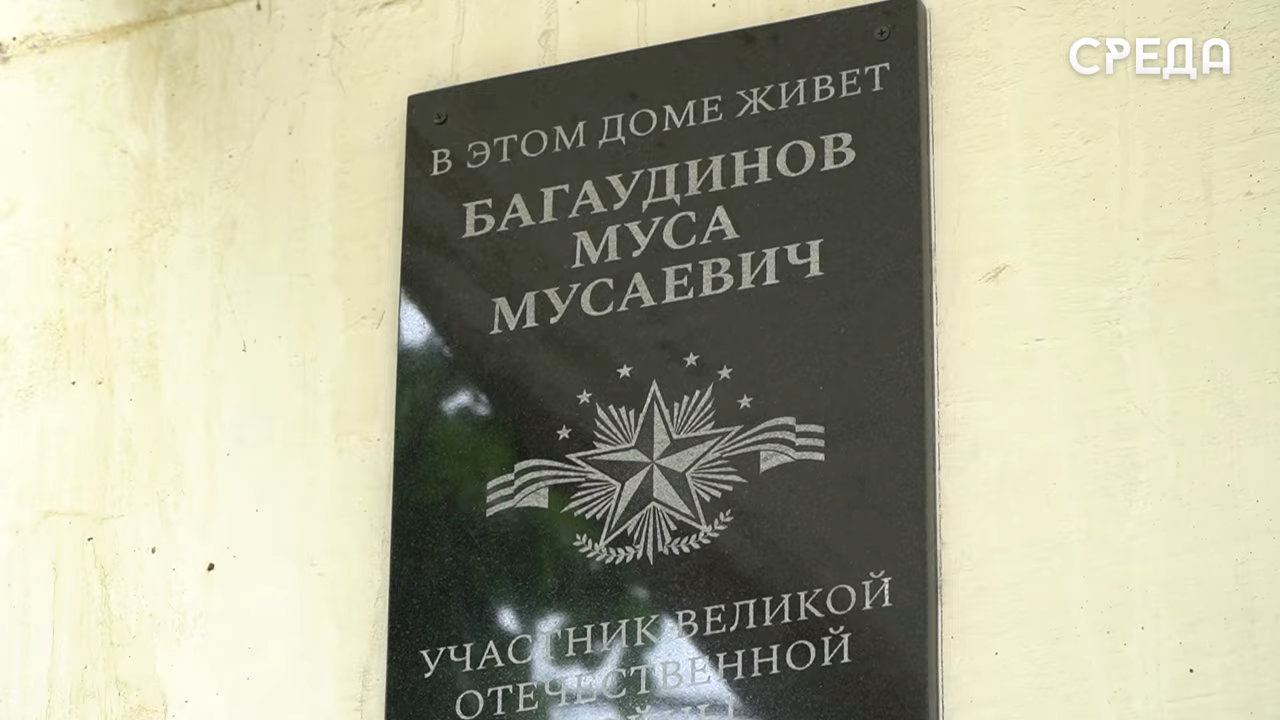 СРЕДА
В ЭТОМ ДОМЕ ЖИВЕТ
БАГАУДИНОВ
МУСА
МУСАЕВИЧ
УЧАСТНИК ВЕЛИКОЙ
ОТЕЧЕСТВЕННОЙ